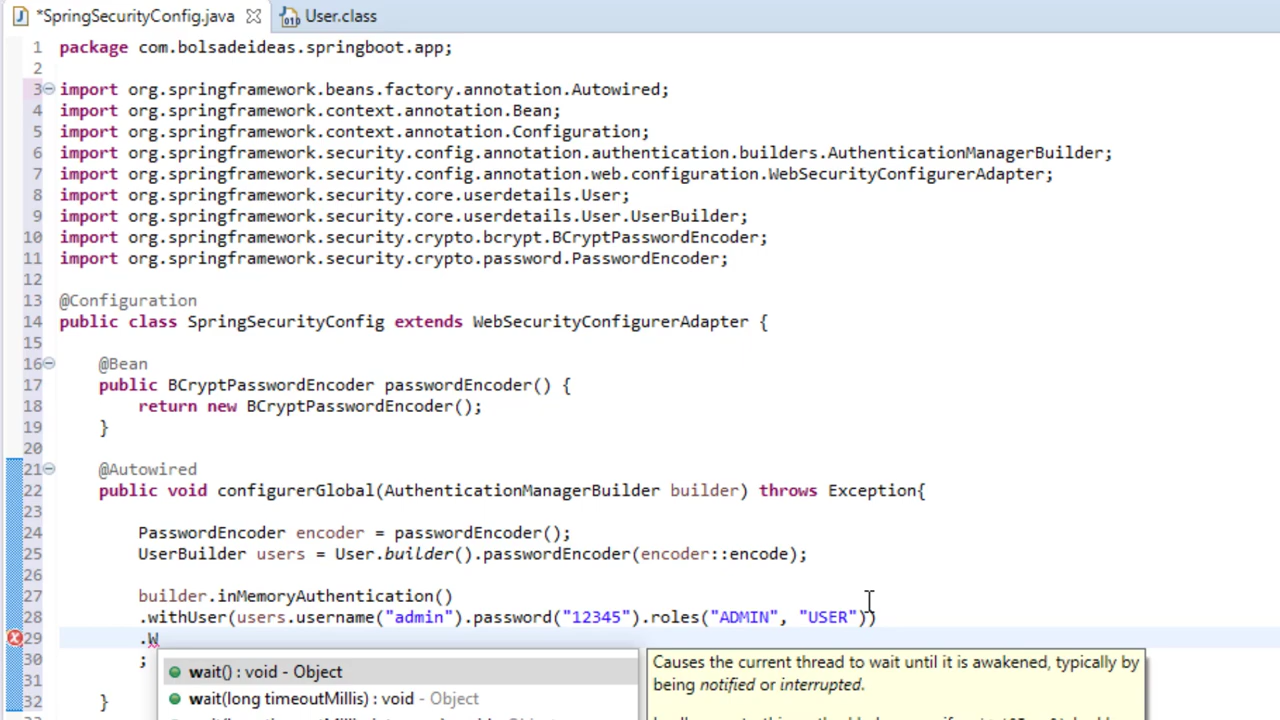 *SpringSecurityConfig.java User.class
1 package com.bolsadeideas.springboot.app;
2
3 import org.springframework.beans.factory.annotation.Autowired;
4 import org.springframework.context.annotation.Bean;
5 import org.springframework.context.annotation.Configuration;
6 import org.springframework.security.config.annotation.authentication.builders.AuthenticationManagerBuilder;
7 import org.springframework.security.config.annotation.web.configuration.WebSecurityConfigurerAdapter;
8 import org.springframework.security.core.userdetails.User;
9 import org.springframework.security.core.userdetails.User.UserBuilder;
10 import org.springframework.security.crypto.bcrypt.BCryptPasswordEncoder;
11 import org.springframework.security.crypto.password.PasswordEncoder;
12
13 @Configuration
14 public class SpringSecurityConfig extends WebSecurityConfigurerAdapter {
15
16 @Bean
17 public BCryptPasswordEncoder passwordEncoder() {
18 return new BCryptPasswordEncoder();
19 }
20
21 @Autowired
22 public void configurerGlobal(AuthenticationManagerBuilder builder) throws Exception{
23
24 PasswordEncoder encoder = passwordEncoder();
25 UserBuilder users = User.builder().passwordEncoder(encoder::encode);
26
27 builder.inMemoryAuthentication()
28 .withUser(users.username("admin").password("12345").roles("ADMIN", "USER"))
29 .W
30 ;
31
32 }
wait() : void - Object
wait(long timeoutMillis) : void - Object
Causes the current thread to wait until it is awakened, typically by
being notified or interrupted.